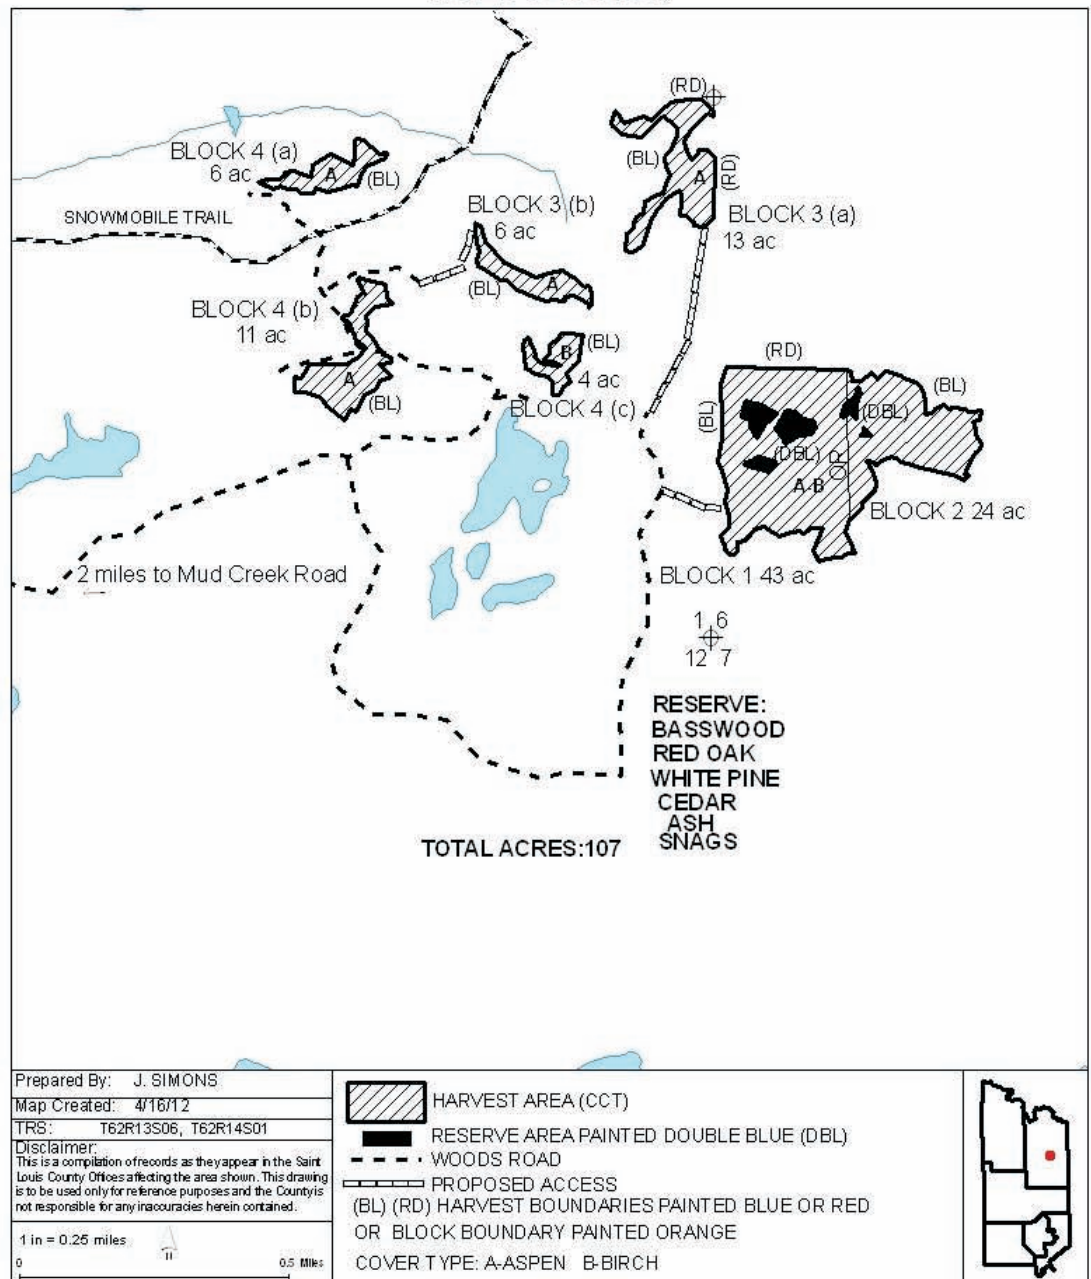 (RD)
BLOCK 4 (a)
6 ac
A
(BL)
(BL)
A
(RD)
SNOWMOBILE TRAIL
BLOCK 3 (b)
6 ac
BLOCK 3 (a)
13 ac
(BL)
A
BLOCK 4 (b)
11 ac
A
(BL)
B
(BL)
4 ac
BLOCK 4 (c)
(RD)
(BL)
(BL)
(DBL)
(DBL)
OR
A-B
BLOCK 2 24 ac
2 miles to Mud Creek Road
BLOCK 1 43 ac
1 6
12 7
RESERVE:
BASSWOOD
RED OAK
WHITE PINE
CEDAR
ASH
SNAGS
TOTAL ACRES:107
Prepared By: J. SIMONS
Map Created: 4/16/12
TRS: T62R13S06, T62R14S01
Disclaimer:
This is a compilation of records as they appear in the Saint
Louis County Offices affecting the area shown. This drawing
is to be used only for reference purposes and the County is
not responsible for any inaccuracies herein contained.
1 in = 0.25 miles
0 0.5 Miles
HARVEST AREA (CCT)
RESERVE AREA PAINTED DOUBLE BLUE (DBL)
WOODS ROAD
PROPOSED ACCESS
(BL) (RD) HARVEST BOUNDARIES PAINTED BLUE OR RED
OR BLOCK BOUNDARY PAINTED ORANGE
COVER TYPE: A-ASPEN B-BIRCH